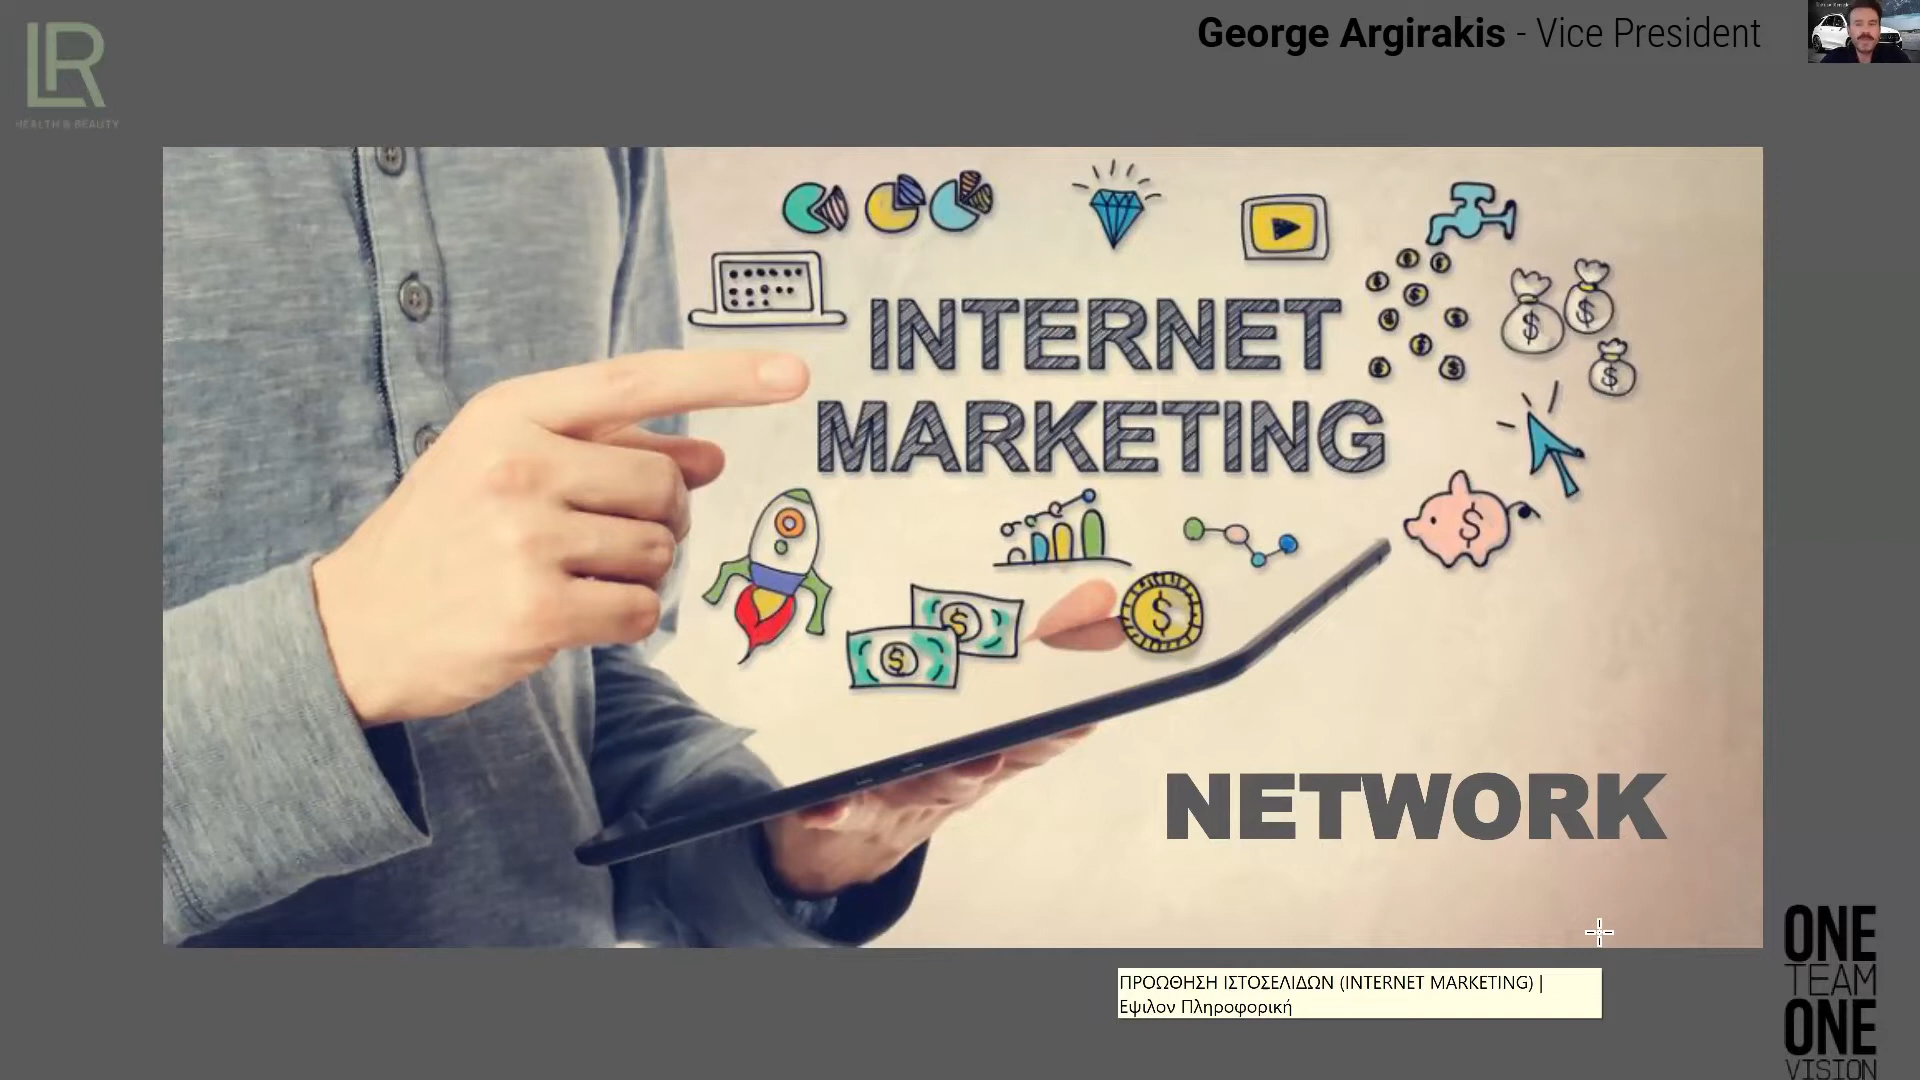 George Argirakis - Vice President
LR
HEALTH & BEAUTY
INTERNET
MARKETING
NETWORK
ΠΡΟΩΘΗΣΗ ΙΣΤΟΣΕΛΙΔΩΝ (INTERNET MARKETING) |
Εψιλον Πληροφορική
ONE
TEAM
ONE
VISION